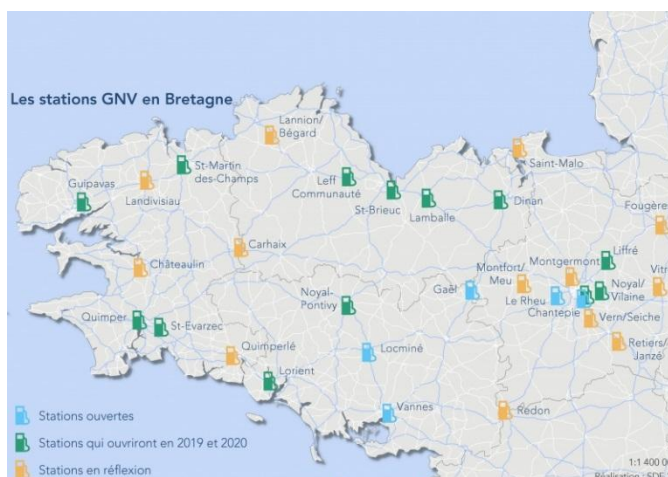 Les stations GNV en Bretagne
Lannion/
Bégard
Saint-Malo
St-Martin
des-Champs
Guipavas
Landivisiau
Leff
Communauté
St-Brieuc
Lamballe
Dinan
Fougère
Carhaix
Châteaulin
Liffré
Montfort/
Meu
Montgermont
Vitr
Gaël
Noyal-
Pontivy
Le Rheu
Noyal/
Vilaine
Chantepie
Vern/Seiche
Quimper
St-Evarzec
Quimperlé
Locminé
Retiers/
Janzé
Lorient
Vannes
Redon
Stations ouvertes
Stations qui ouvriront en 2019 et 2020
Stations en réflexion
1:1 400 00
Réalisation : SDE